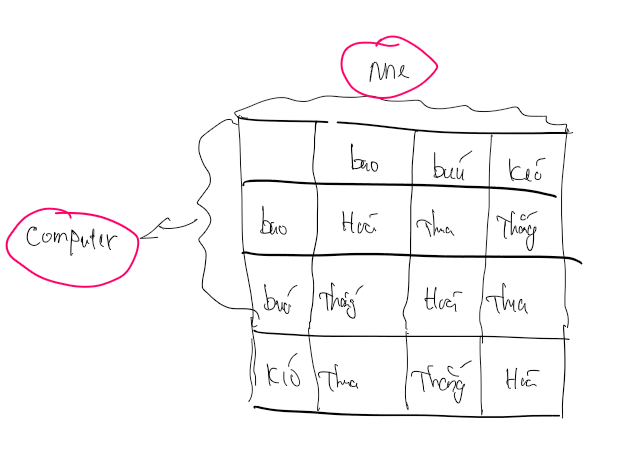 Me
bao búa kéo
Computer
bao Hoà Thua Thắng
búa Thắng Hoà Thua
kéo Thua Thắng Hoà